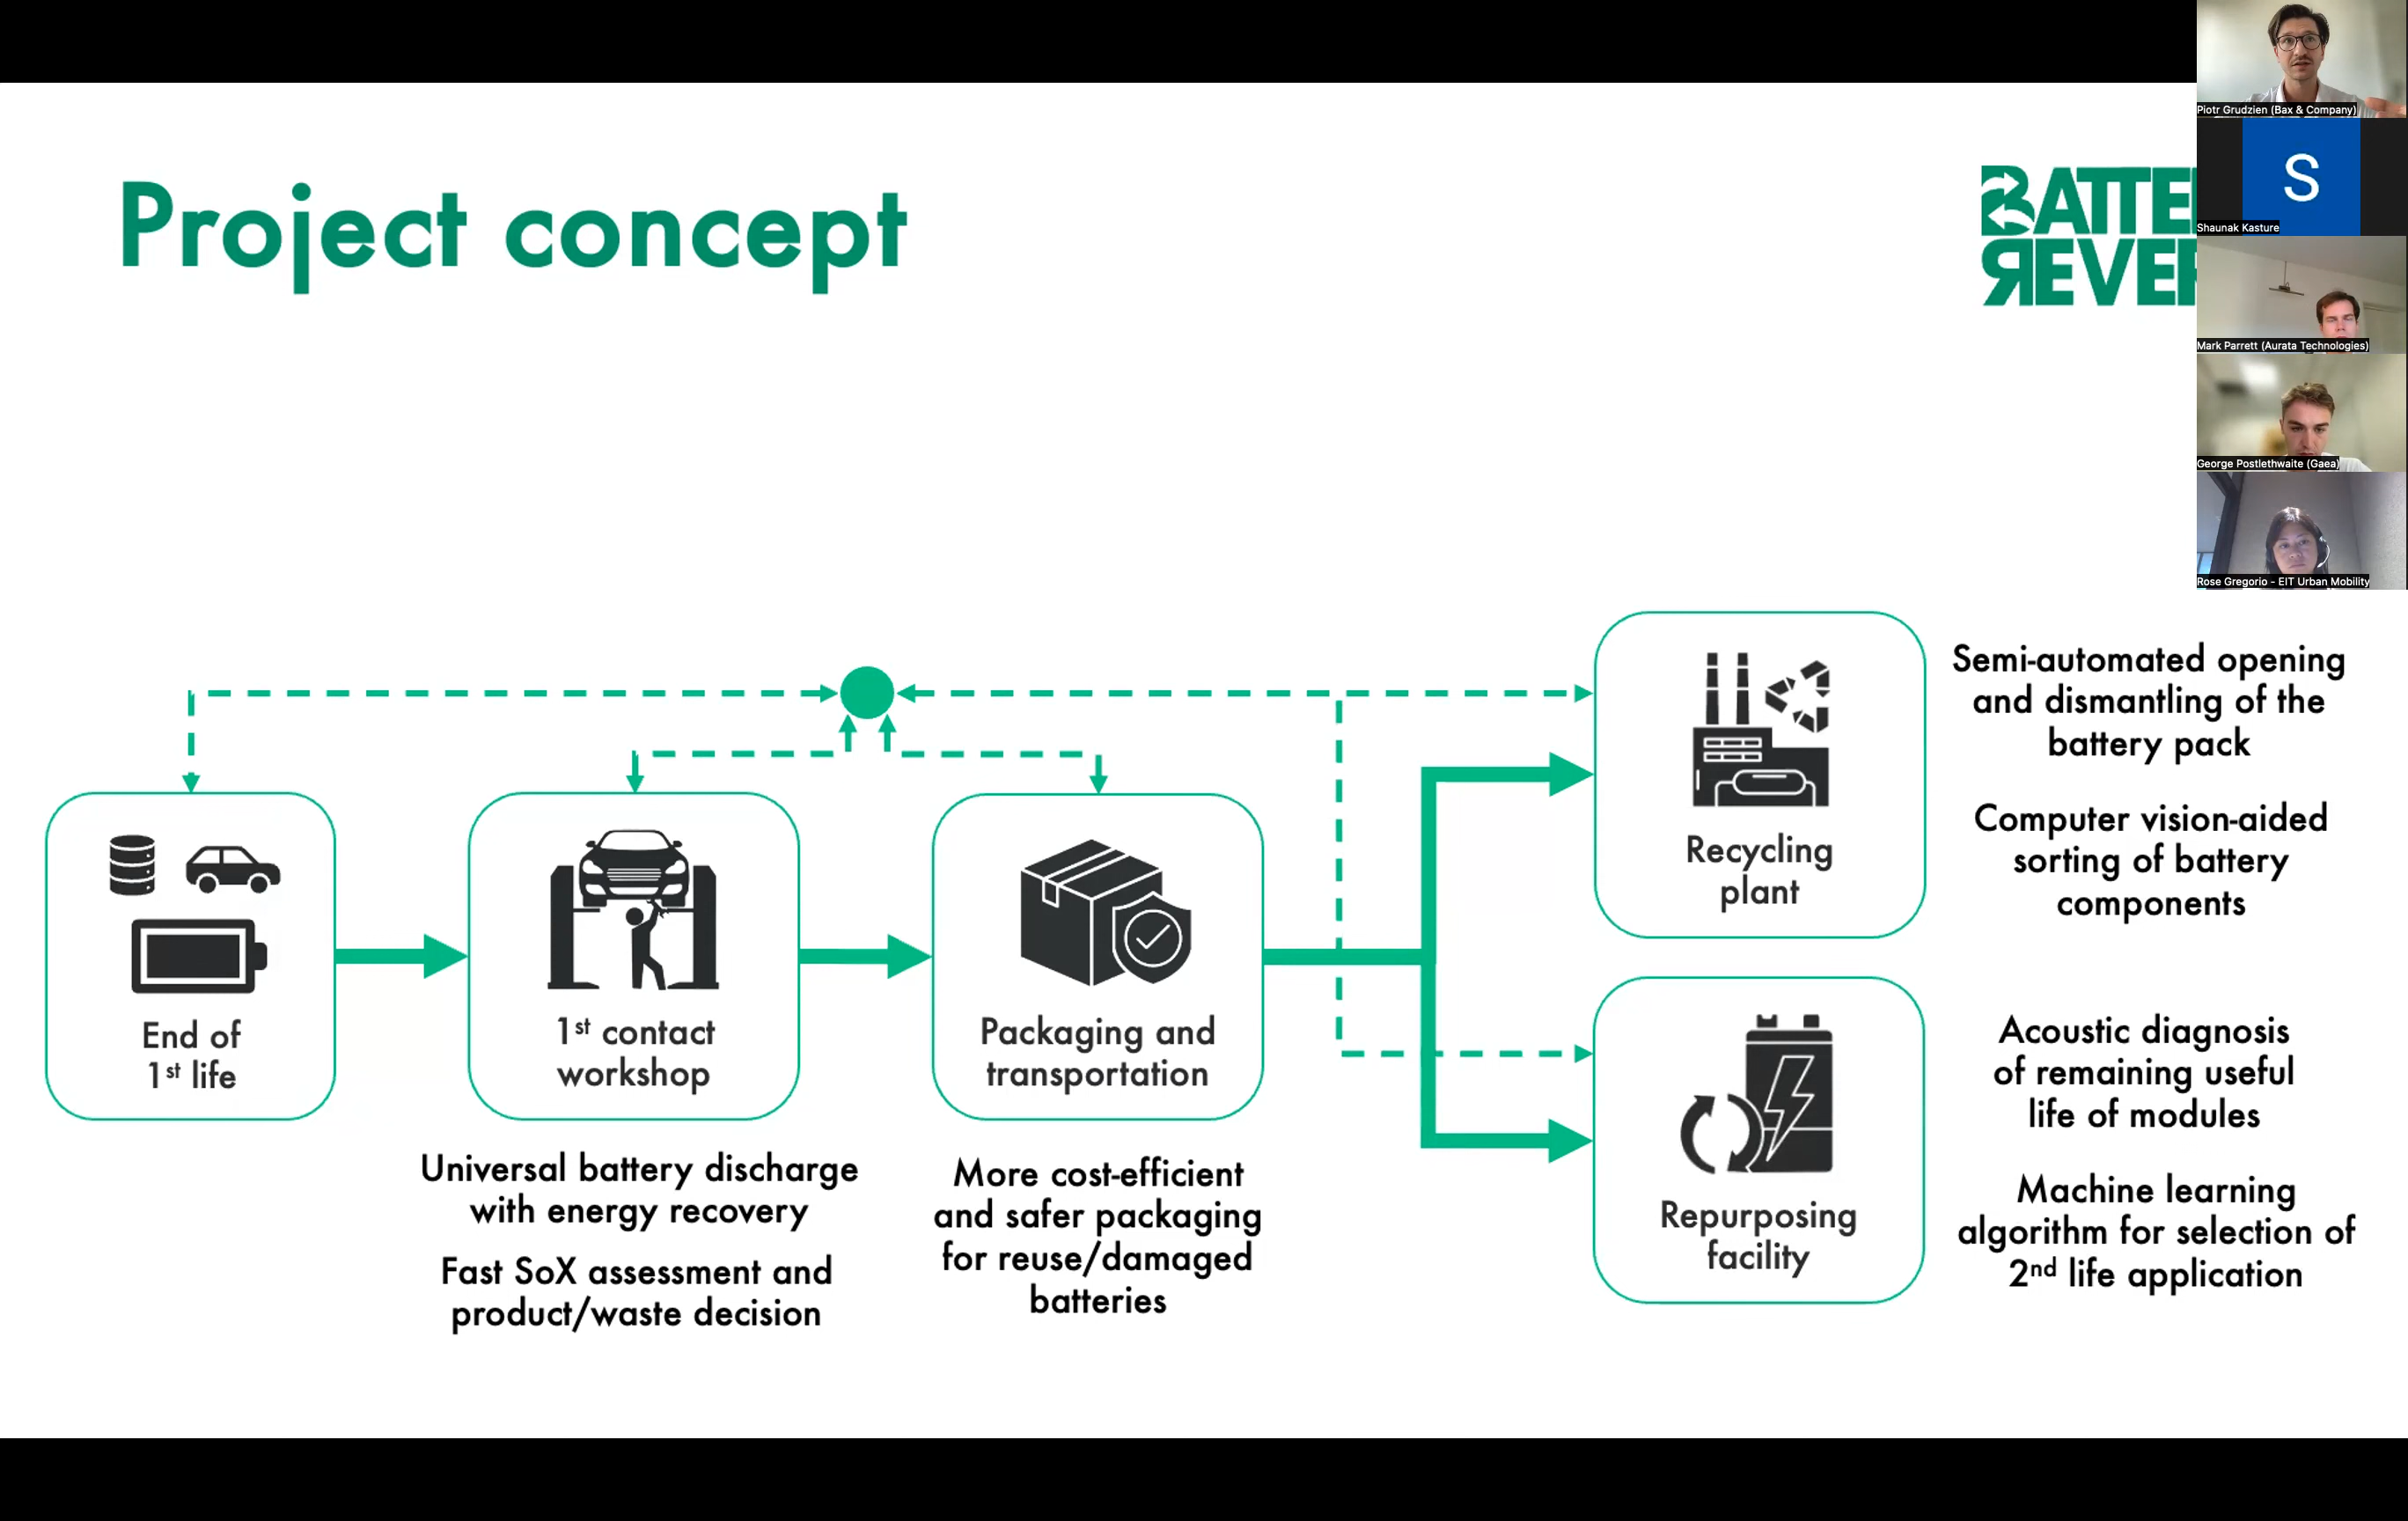 Project concept
BATTE
REVER
Piotr Grudzien (Bax & Company)
S
Shaunak Kasture
Mark Parrett (Aurata Technologies)
George Postlethwaite (Gaea)
Rose Gregorio - EIT Urban Mobility
End of
1st life
1st contact
workshop
Universal battery discharge
with energy recovery
Fast SoX assessment and
product/waste decision
Packaging and
transportation
More cost-efficient
and safer packaging
for reuse/damaged
batteries
Recycling
plant
Semi-automated opening
and dismantling of the
battery pack
Computer vision-aided
sorting of battery
components
Repurposing
facility
Acoustic diagnosis
of remaining useful
life of modules
Machine learning
algorithm for selection of
2nd life application